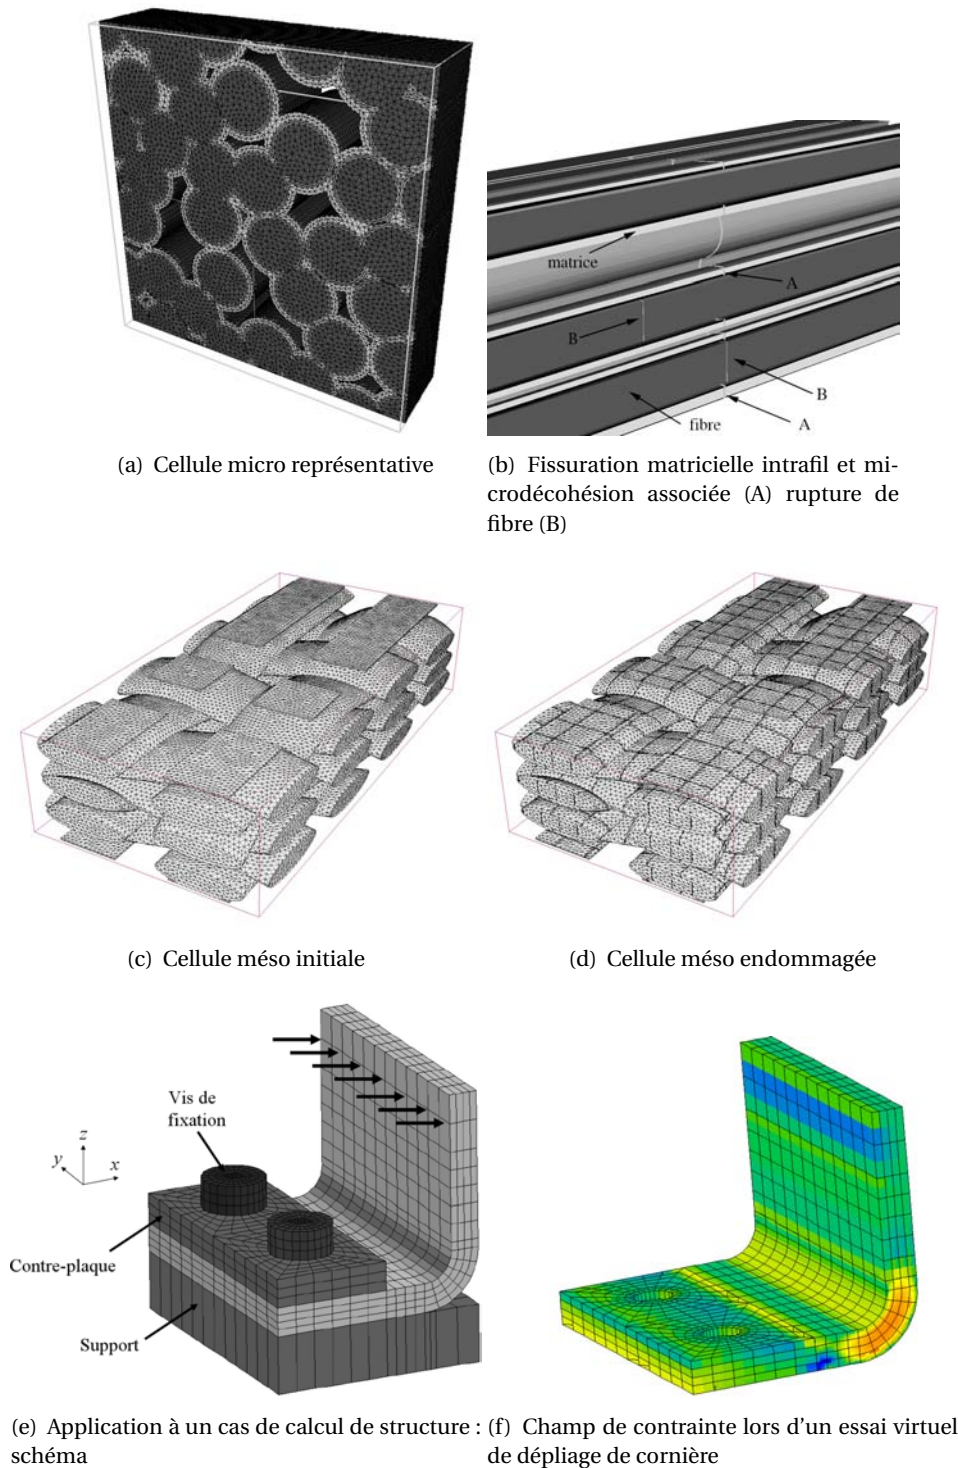 matrice
A
B
B
fibre
A
(a) Cellule micro représentative
(b) Fissuration matricielle intrafil et mi-
crodécohésion associée (A) rupture de
fibre (B)
(c) Cellule méso initiale
(d) Cellule méso endommagée
Vis de
fixation
z
y
x
Contre-plaque
Support
(e) Application à un cas de calcul de structure :
schéma
(f) Champ de contrainte lors d'un essai virtuel
de dépliage de cornière